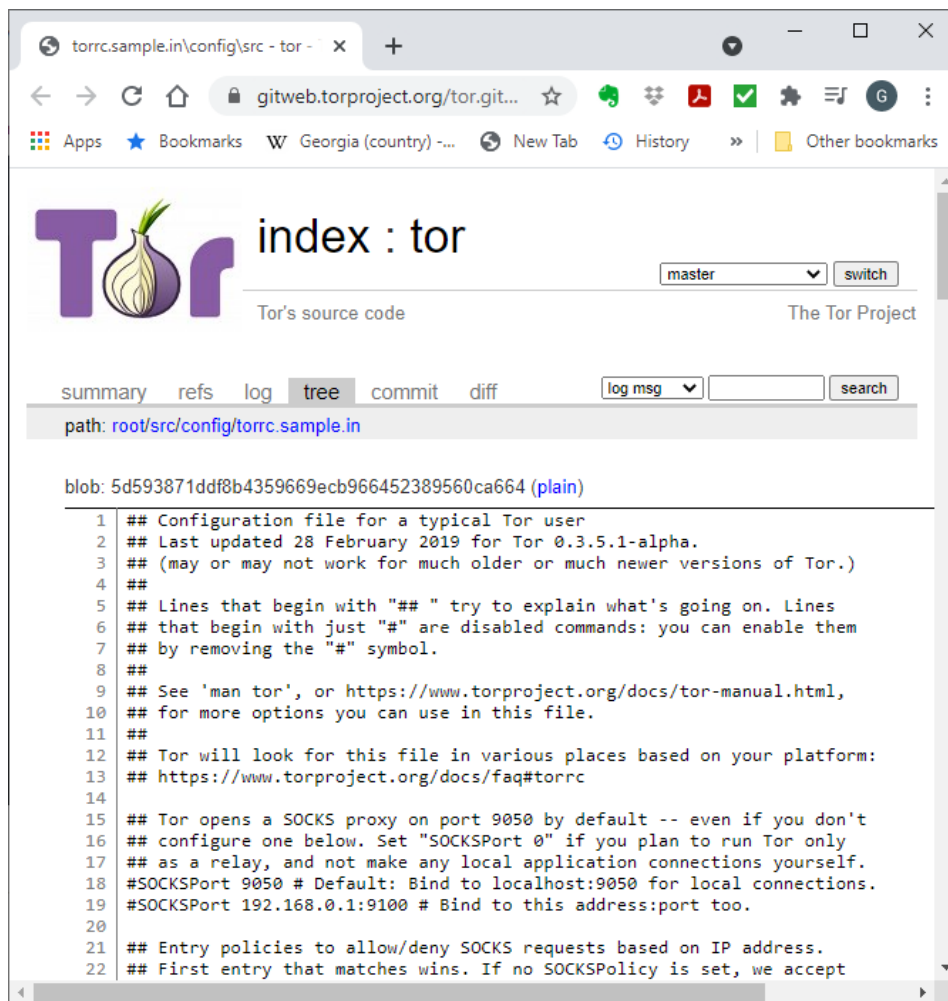 torrc.sample.in\config\src - tor -
gitweb.torproject.org/tor.git...
G
Apps
Bookmarks
W Georgia (country) -...
New Tab
History
»
Other bookmarks
Tor
index : tor
master
switch
Tor's source code
The Tor Project
summary refs log tree commit diff
log msg
search
path: root/src/config/torrc.sample.in
blob: 5d593871ddf8b4359669ecb966452389560ca664 (plain)
1 ## Configuration file for a typical Tor user
2 ## Last updated 28 February 2019 for Tor 0.3.5.1-alpha.
3 ## (may or may not work for much older or much newer versions of Tor.)
4 ##
5 ## Lines that begin with "## " try to explain what's going on. Lines
6 ## that begin with just "#" are disabled commands: you can enable them
7 ## by removing the "#" symbol.
8 ##
9 ## See 'man tor', or https://www.torproject.org/docs/tor-manual.html,
10 ## for more options you can use in this file.
11 ##
12 ## Tor will look for this file in various places based on your platform:
13 ## https://www.torproject.org/docs/faq#torrc
14
15 ## Tor opens a SOCKS proxy on port 9050 by default -- even if you don't
16 ## configure one below. Set "SOCKSPort 0" if you plan to run Tor only
17 ## as a relay, and not make any local application connections yourself.
18 #SOCKSPort 9050 # Default: Bind to localhost:9050 for local connections.
19 #SOCKSPort 192.168.0.1:9100 # Bind to this address:port too.
20
21 ## Entry policies to allow/deny SOCKS requests based on IP address.
22 ## First entry that matches wins. If no SOCKSPolicy is set, we accept